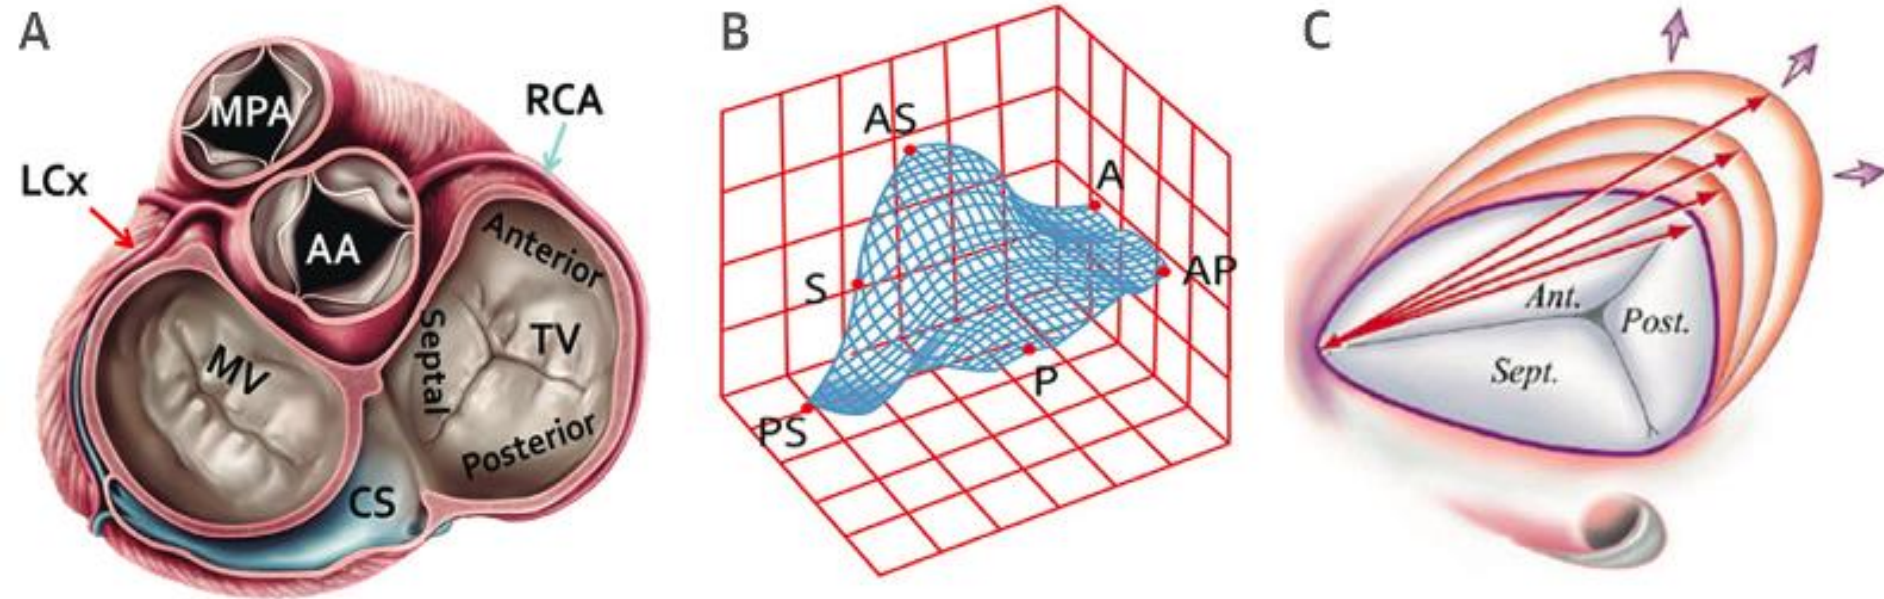 A
MPA
RCA
LCx
AA
Anterior
Septal
TV
MV
Posterior
CS
B
AS
A
S
AP
P
PS
C
Ant.
Post.
Sept.